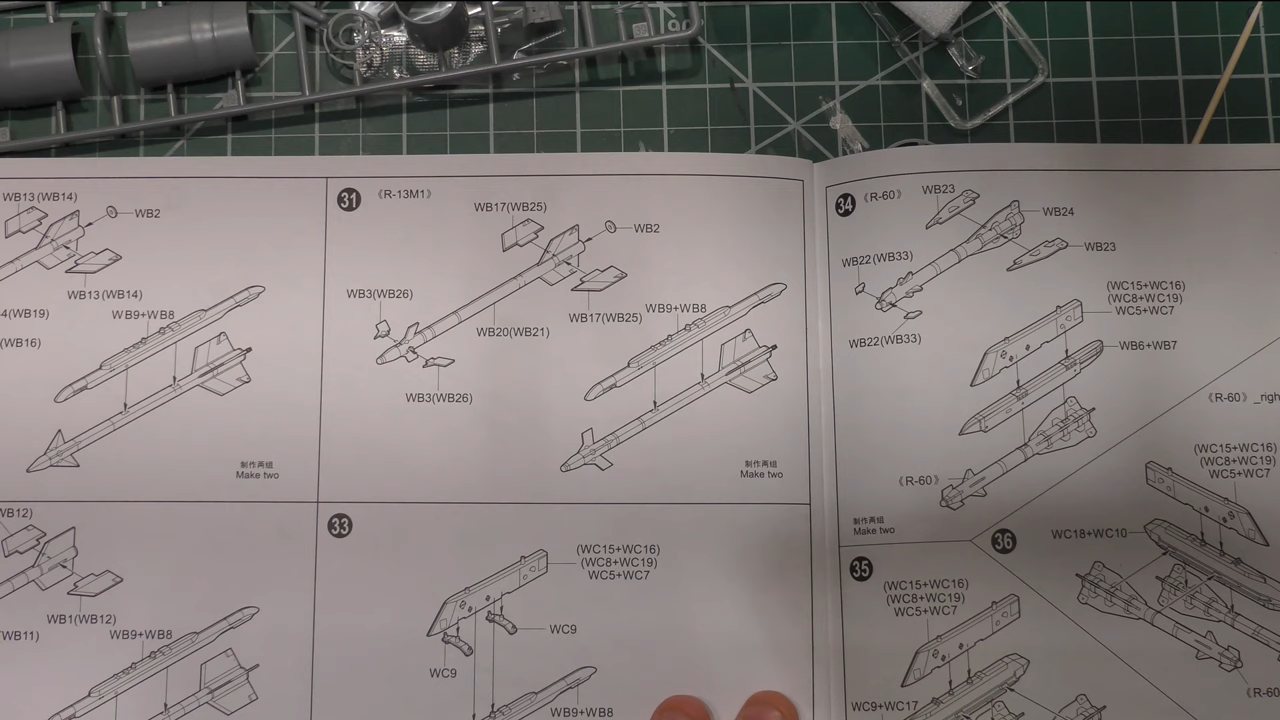 WB13(WB14)
WB2
WB13(WB14)
4(WB19)
WB9+WB8
(WB16)
制作两组
Make two
31
《R-13M1》
WB17(WB25)
WB2
WB3(WB26)
WB17(WB25)
WB9+WB8
WB20(WB21)
WB3(WB26)
制作两组
Make two
WB12)
WB1(WB12)
WB11)
WB9+WB8
33
(WC15+WC16)
(WC8+WC19)
WC5+WC7
WC9
WC9
WB9+WB8
34
《R-60》
WB23
WB24
WB23
WB22(WB33)
WB22(WB33)
(WC15+WC16)
(WC8+WC19)
WC5+WC7
WB6+WB7
《R-60》
制作两组
Make two
35
(WC15+WC16)
(WC8+WC19)
WC5+WC7
WC9+WC17
36
《R-60》_righ
(WC15+WC16)
(WC8+WC19)
WC5+WC7
WC18+WC10
《R-60